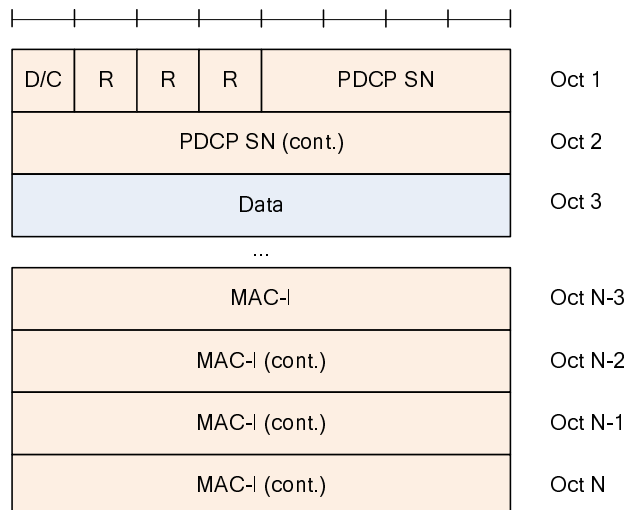 D/C R R R PDCP SN Oct 1
PDCP SN (cont.) Oct 2
Data Oct 3
...
MAC-I Oct N-3
MAC-I (cont.) Oct N-2
MAC-I (cont.) Oct N-1
MAC-I (cont.) Oct N